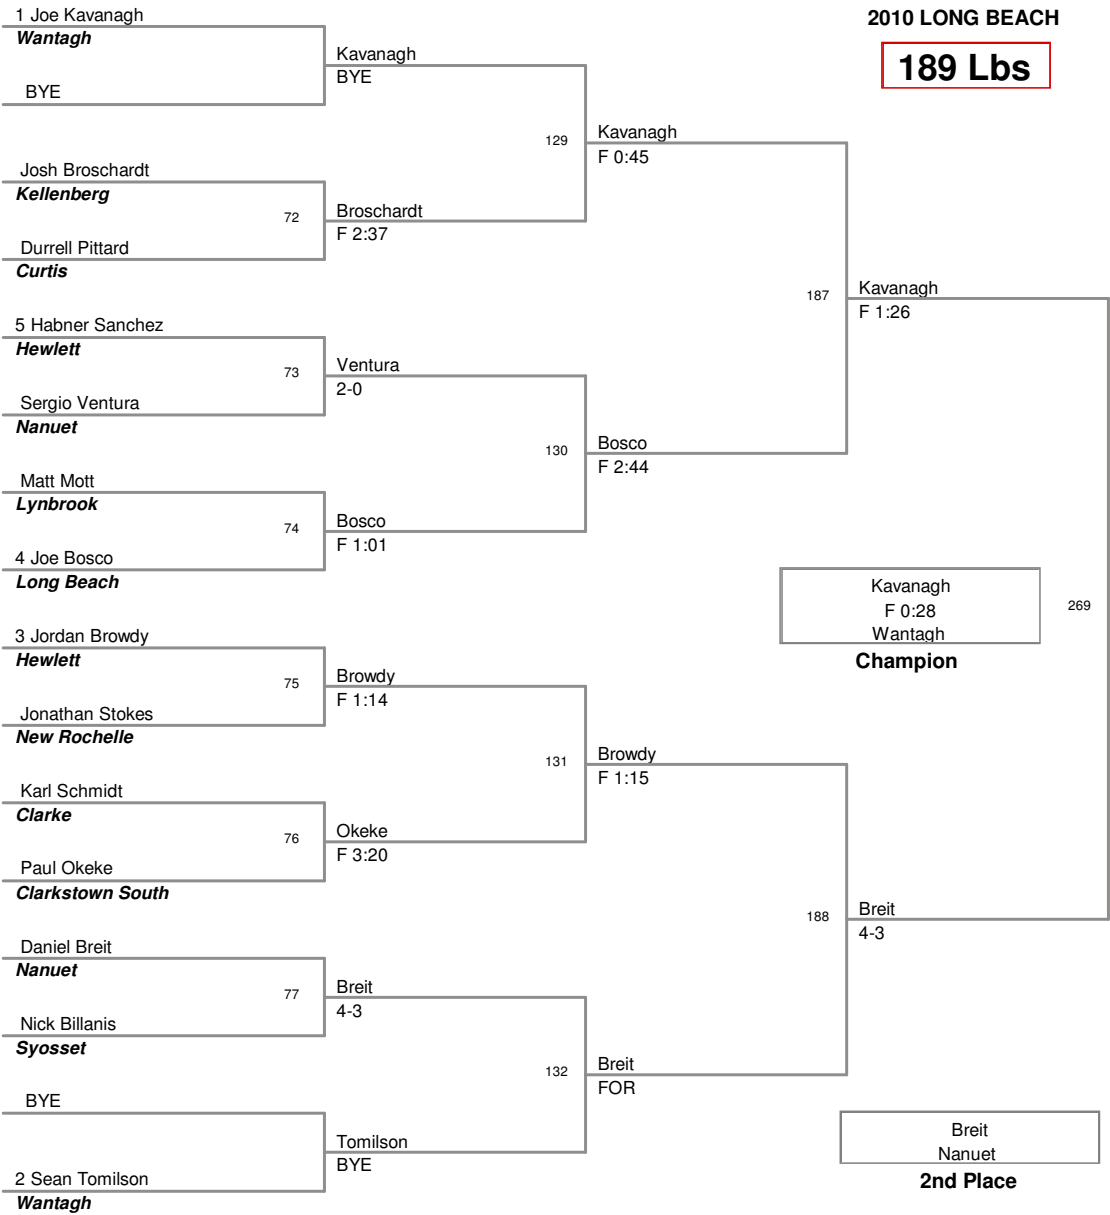 2010 LONG BEACH
189 Lbs
1 Joe Kavanagh
Wantagh
BYE
Josh Broschardt
Kellenberg
72
Durrell Pittard
Curtis
5 Habner Sanchez
Hewlett
73
Sergio Ventura
Nanuet
Matt Mott
Lynbrook
74
4 Joe Bosco
Long Beach
3 Jordan Browdy
Hewlett
75
Jonathan Stokes
New Rochelle
Karl Schmidt
Clarke
76
Paul Okeke
Clarkstown South
Daniel Breit
Nanuet
77
Nick Billanis
Syosset
BYE
2 Sean Tomilson
Wantagh
Kavanagh
BYE
129
Broschardt
F 2:37
Ventura
2-0
130
Bosco
F 1:01
Browdy
F 1:14
131
Okeke
F 3:20
Breit
4-3
132
Tomilson
BYE
Kavanagh
F 0:45
187
Bosco
F 2:44
Browdy
F 1:15
188
Breit
FOR
Kavanagh
F 1:26
269
Breit
4-3
Kavanagh
F 0:28
Wantagh
Champion
Breit
Nanuet
2nd Place